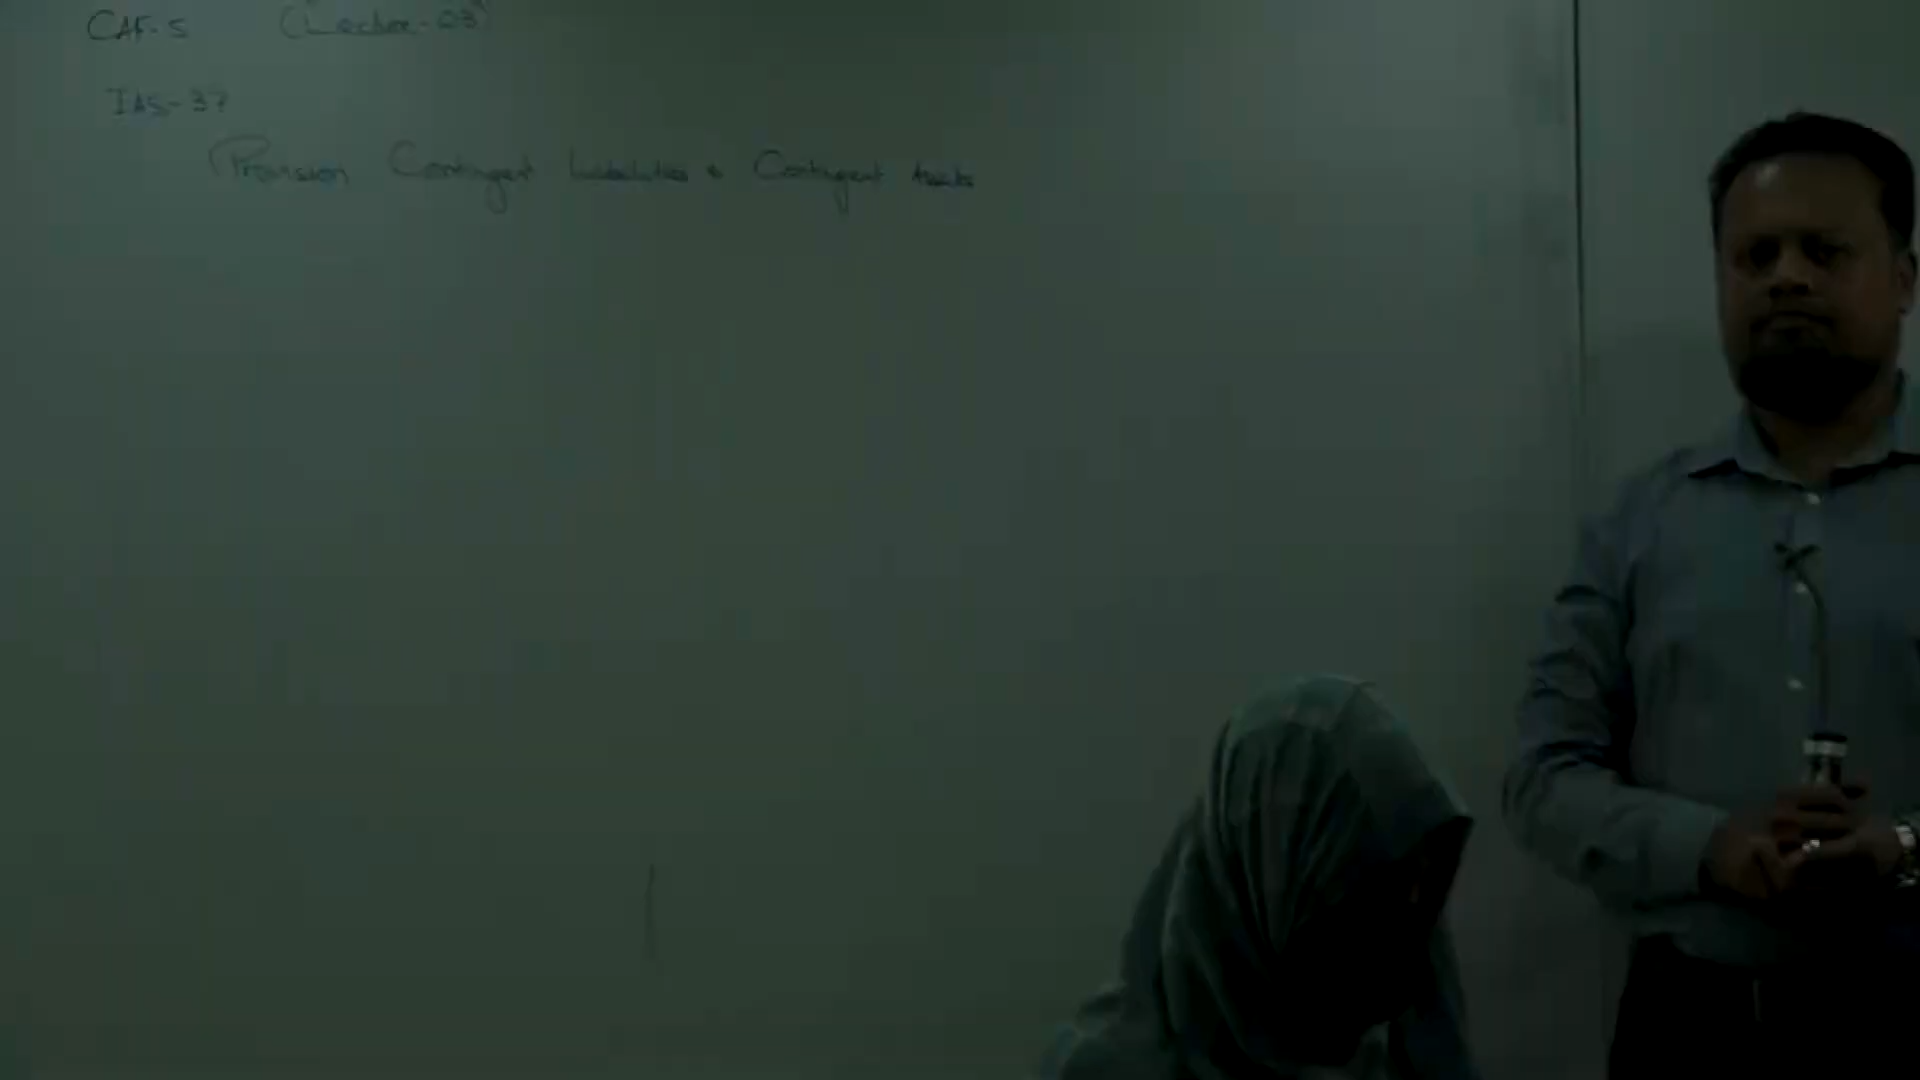 CAF-5 (Lecture-03)
IAS-37
Provision Contingent Liabilities & Contingent Assets